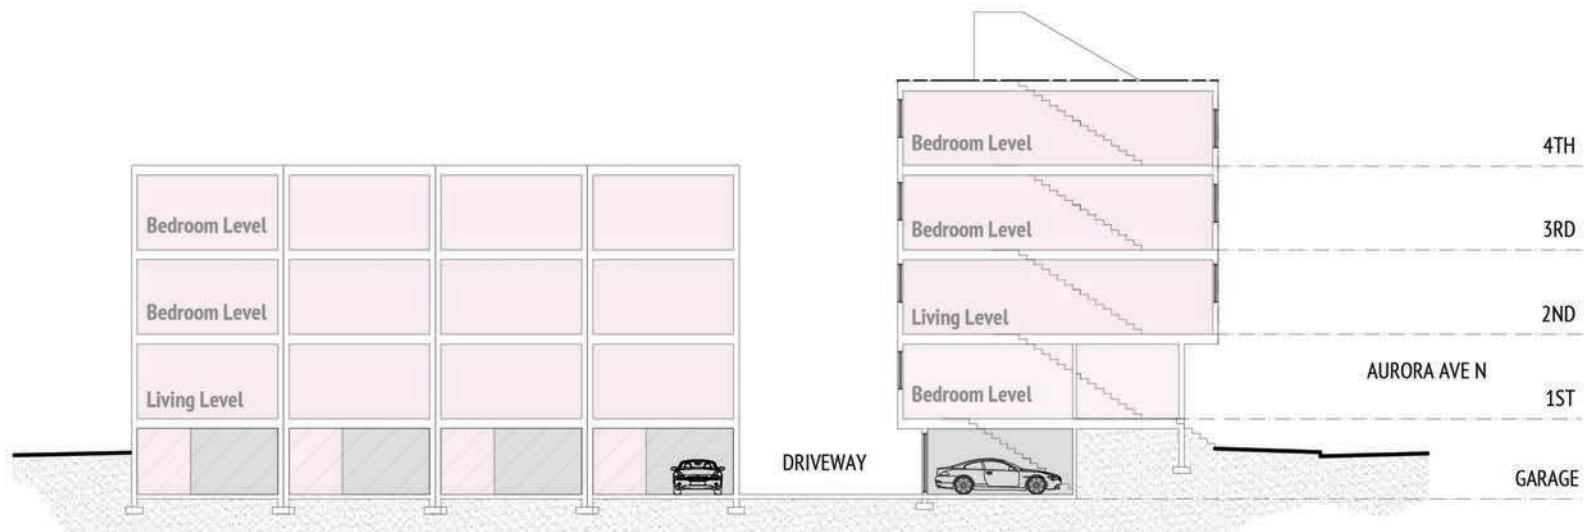 Bedroom Level
4TH
Bedroom Level
Bedroom Level
3RD
Bedroom Level
Living Level
2ND
AURORA AVE N
Living Level
Bedroom Level
1ST
DRIVEWAY
GARAGE